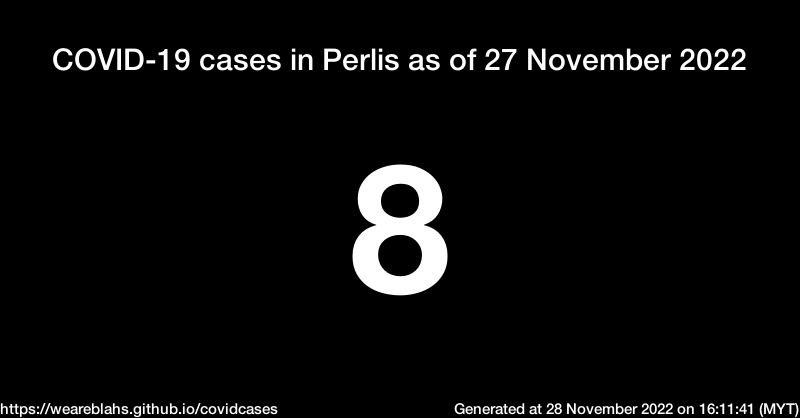 COVID-19 cases in Perlis as of 27 November 2022
8
https://weareblahs.github.io/covidcases
Generated at 28 November 2022 on 16:11:41 (MYT)